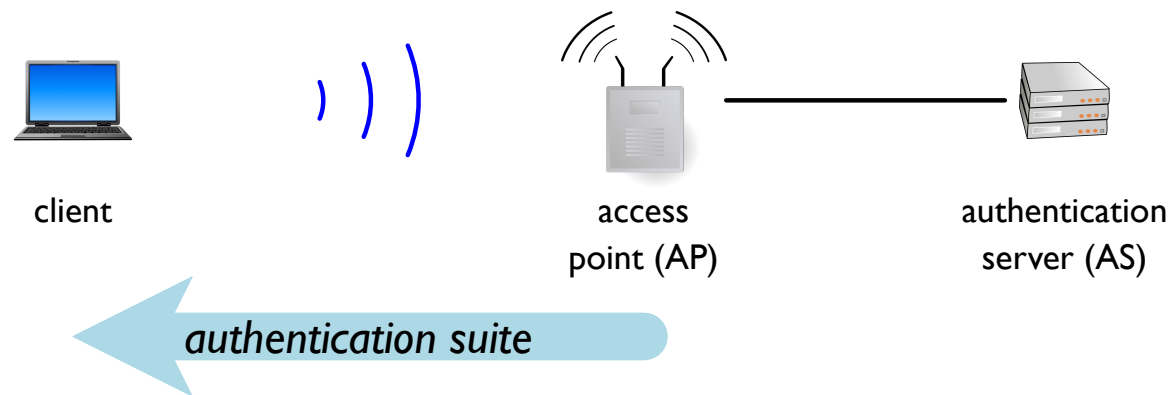 client
access
point (AP)
authentication
server (AS)
authentication suite